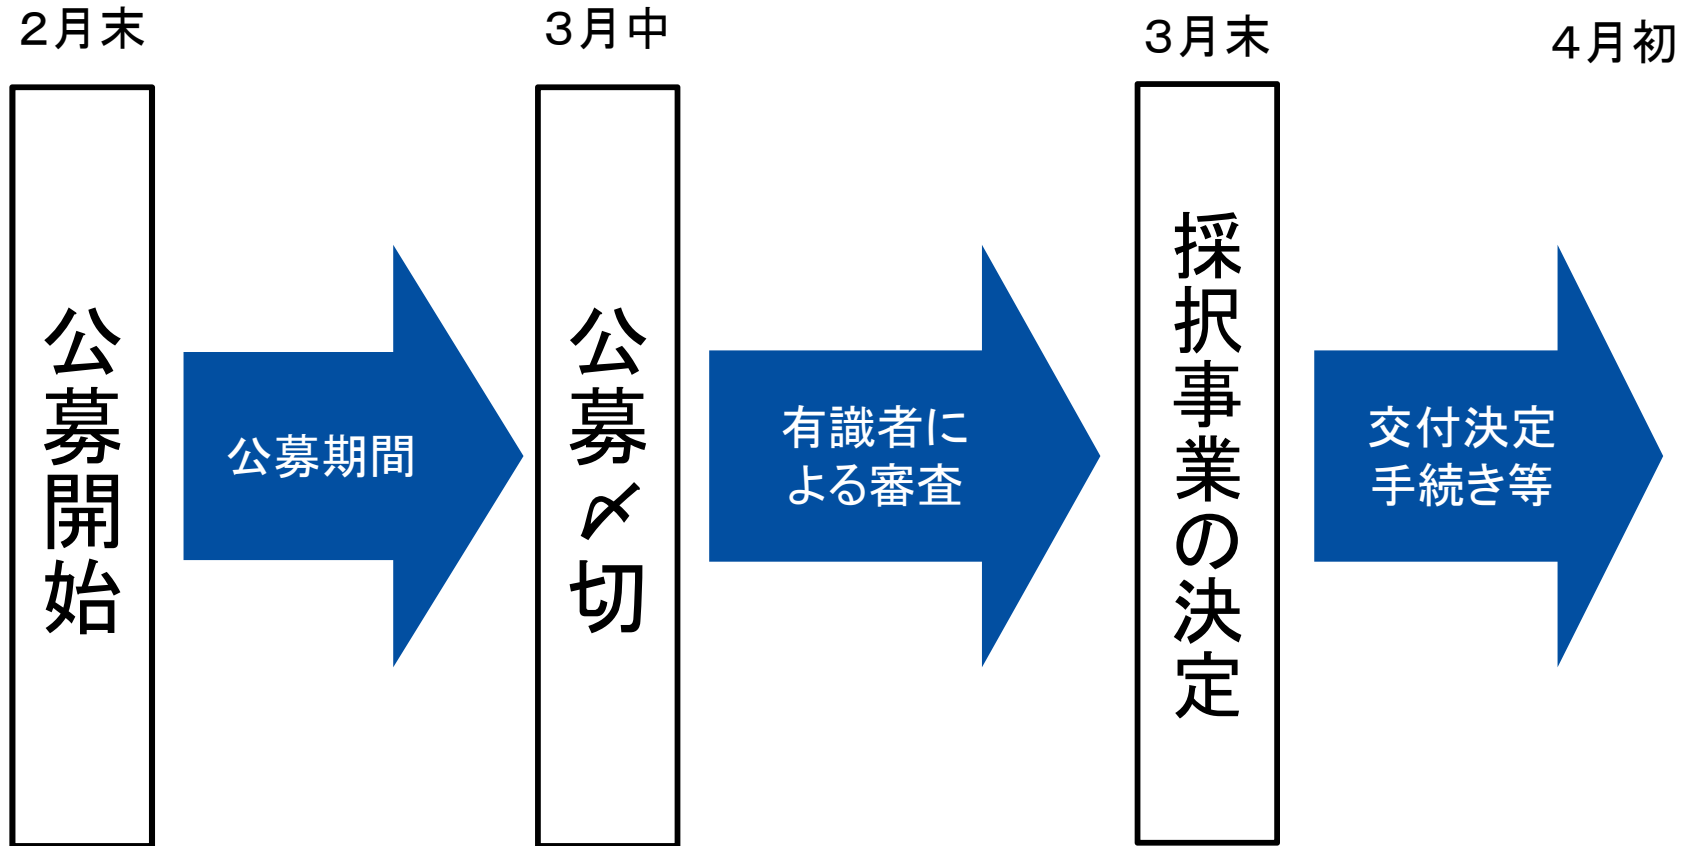 ２月末
３月中
３月末
４月初
公募開始
公募期間
公募〆切
有識者に
よる審査
採択事業の決定
交付決定
手続き等